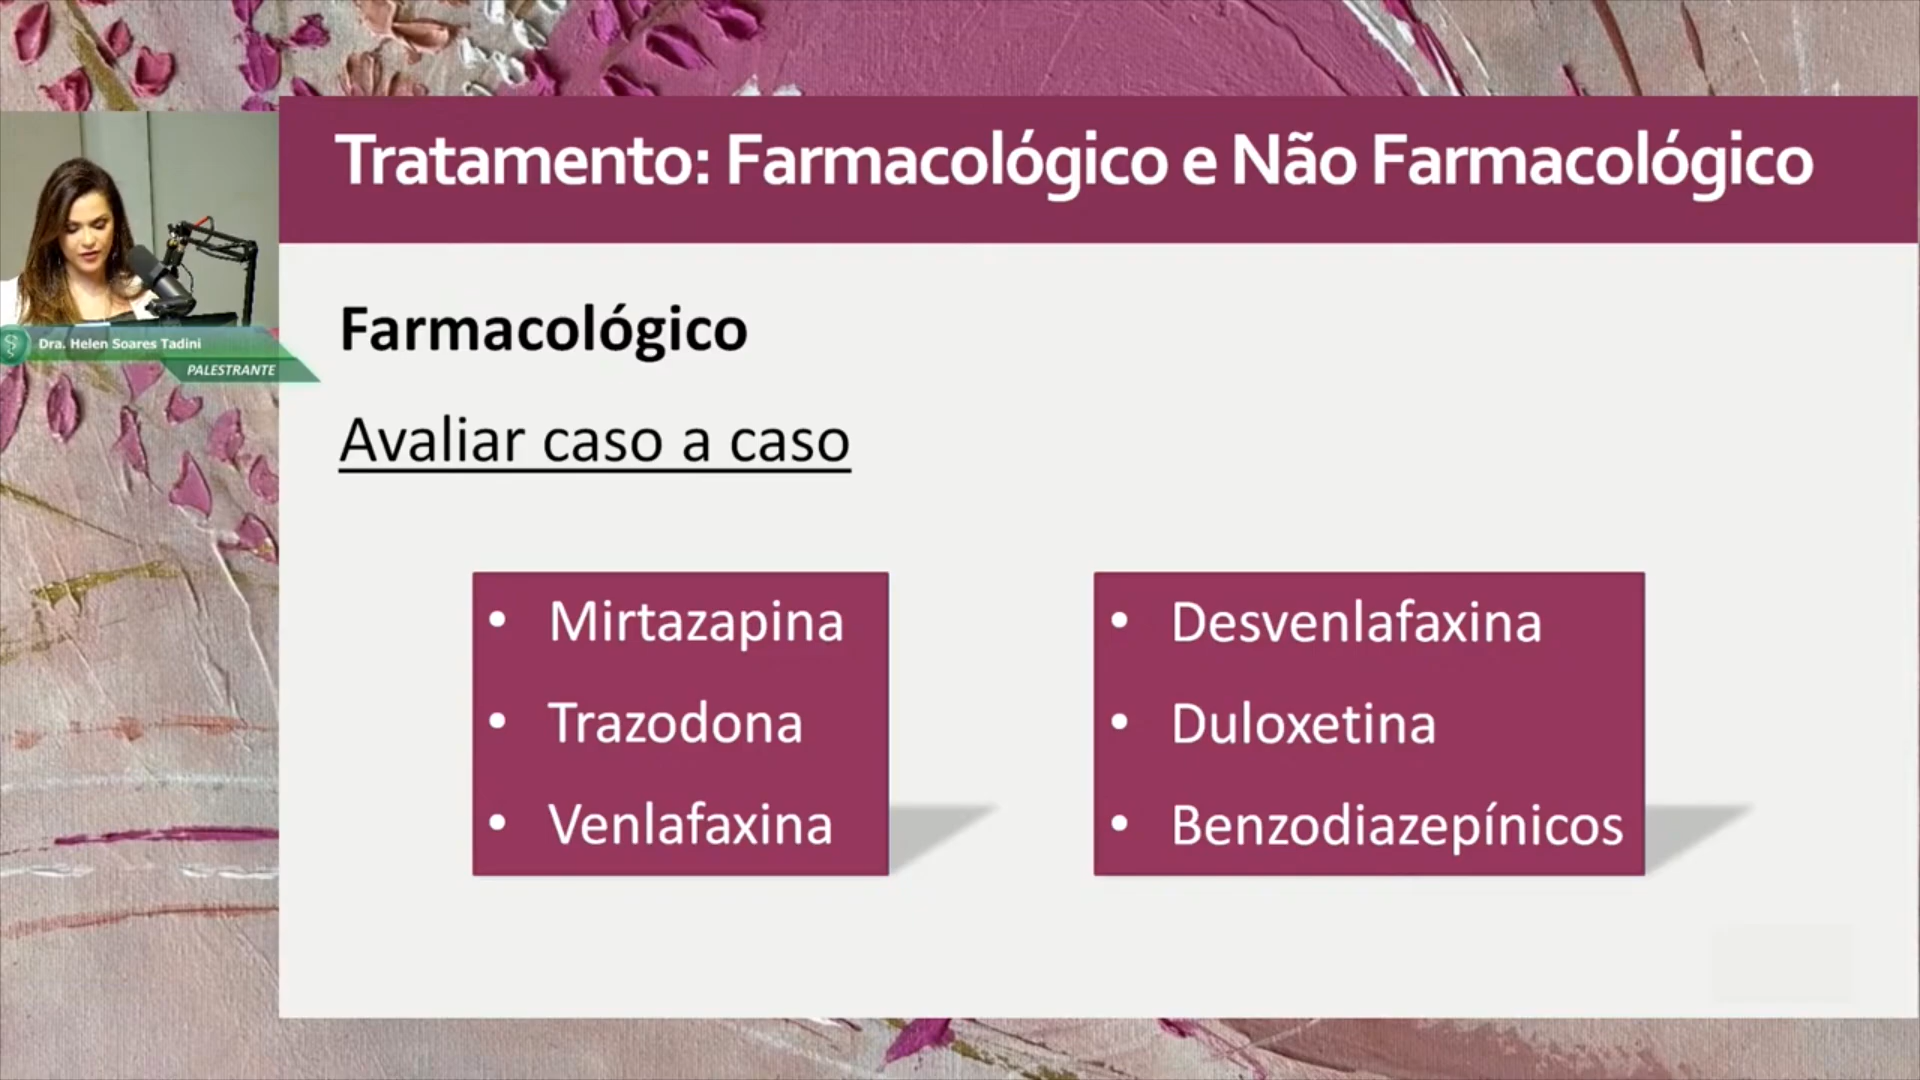 Tratamento: Farmacológico e Não Farmacológico
Dra. Helen Soares Tadini
PALESTRANTE
Farmacológico
Avaliar caso a caso
• Mirtazapina
• Trazodona
• Venlafaxina
• Desvenlafaxina
• Duloxetina
• Benzodiazepínicos